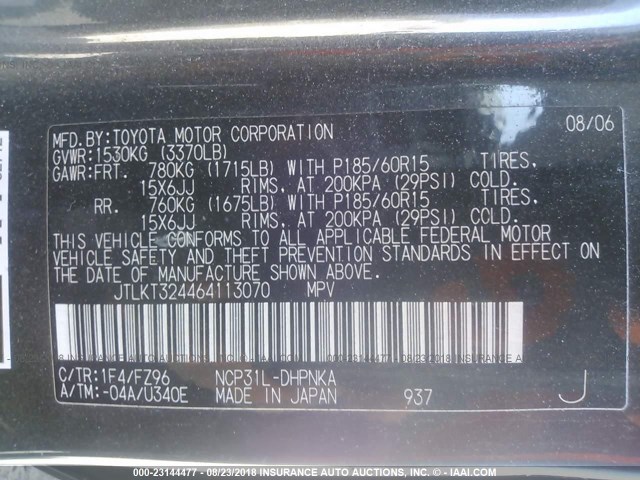 08/06
MFD.BY:TOYOTA MOTOR CORPORATION
GVWR:1530KG (3370LB)
GAWR:FRT. 780KG (1715LB) WITH P185/60R15 TIRES,
15X6JJ RIMS, AT 200KPA (29PSI) COLD.
RR. 760KG (1675LB) WITH P185/60R15 TIRES,
15X6JJ RIMS, AT 200KPA (29PSI) COLD.
THIS VEHICLE CONFORMS TO ALL APPLICABLE FEDERAL MOTOR
VEHICLE SAFETY AND THEFT PREVENTION STANDARDS IN EFFECT
ON THE DATE OF MANUFACTURE SHOWN ABOVE.
JTLKT324464113070 MPV
C/TR:1F4/FZ96 NCP31L-DHPNKA
A/TM:-04A/U340E MADE IN JAPAN 937 J
000-23144477 - 08/23/2018 - INSURANCE AUTO AUCTIONS, INC. - IAAI.COM